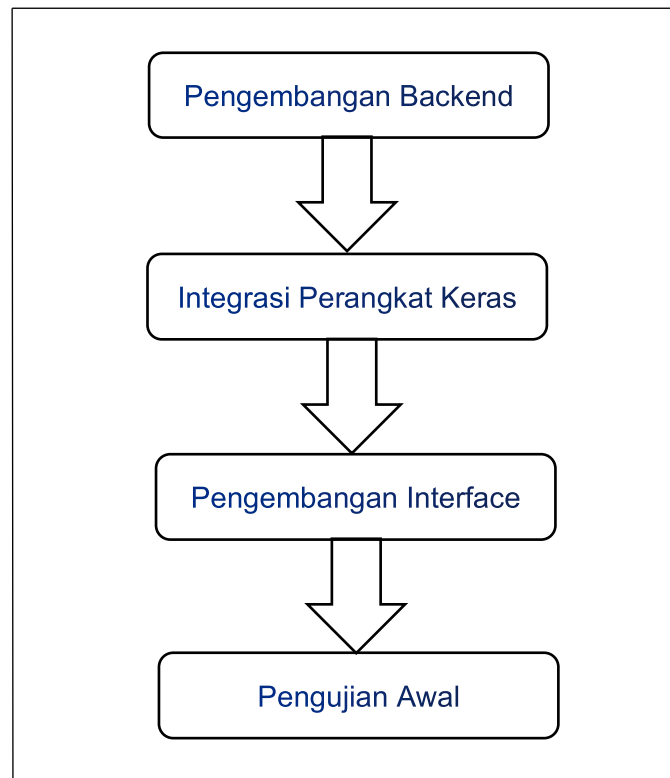 Pengembangan Backend
Integrasi Perangkat Keras
Pengembangan Interface
Pengujian Awal